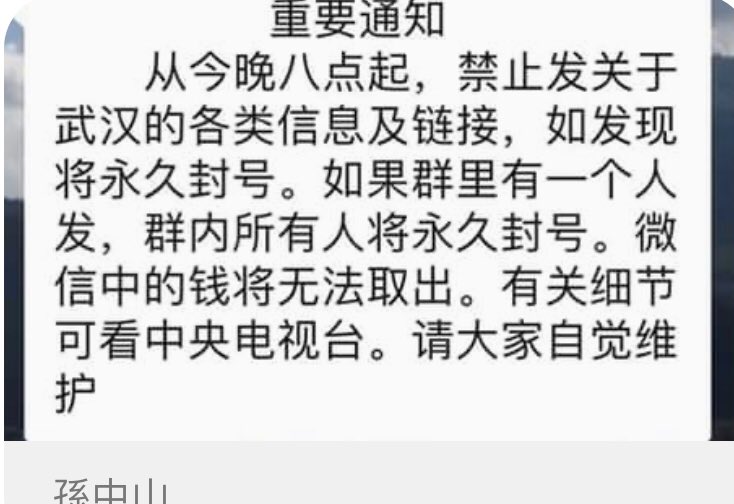 重要通知
从今晚八点起，禁止发关于
武汉的各类信息及链接，如发现
将永久封号。如果群里有一个人
发，群内所有人将永久封号。微
信中的钱将无法取出。有关细节
可看中央电视台。请大家自觉维
护
孫中山